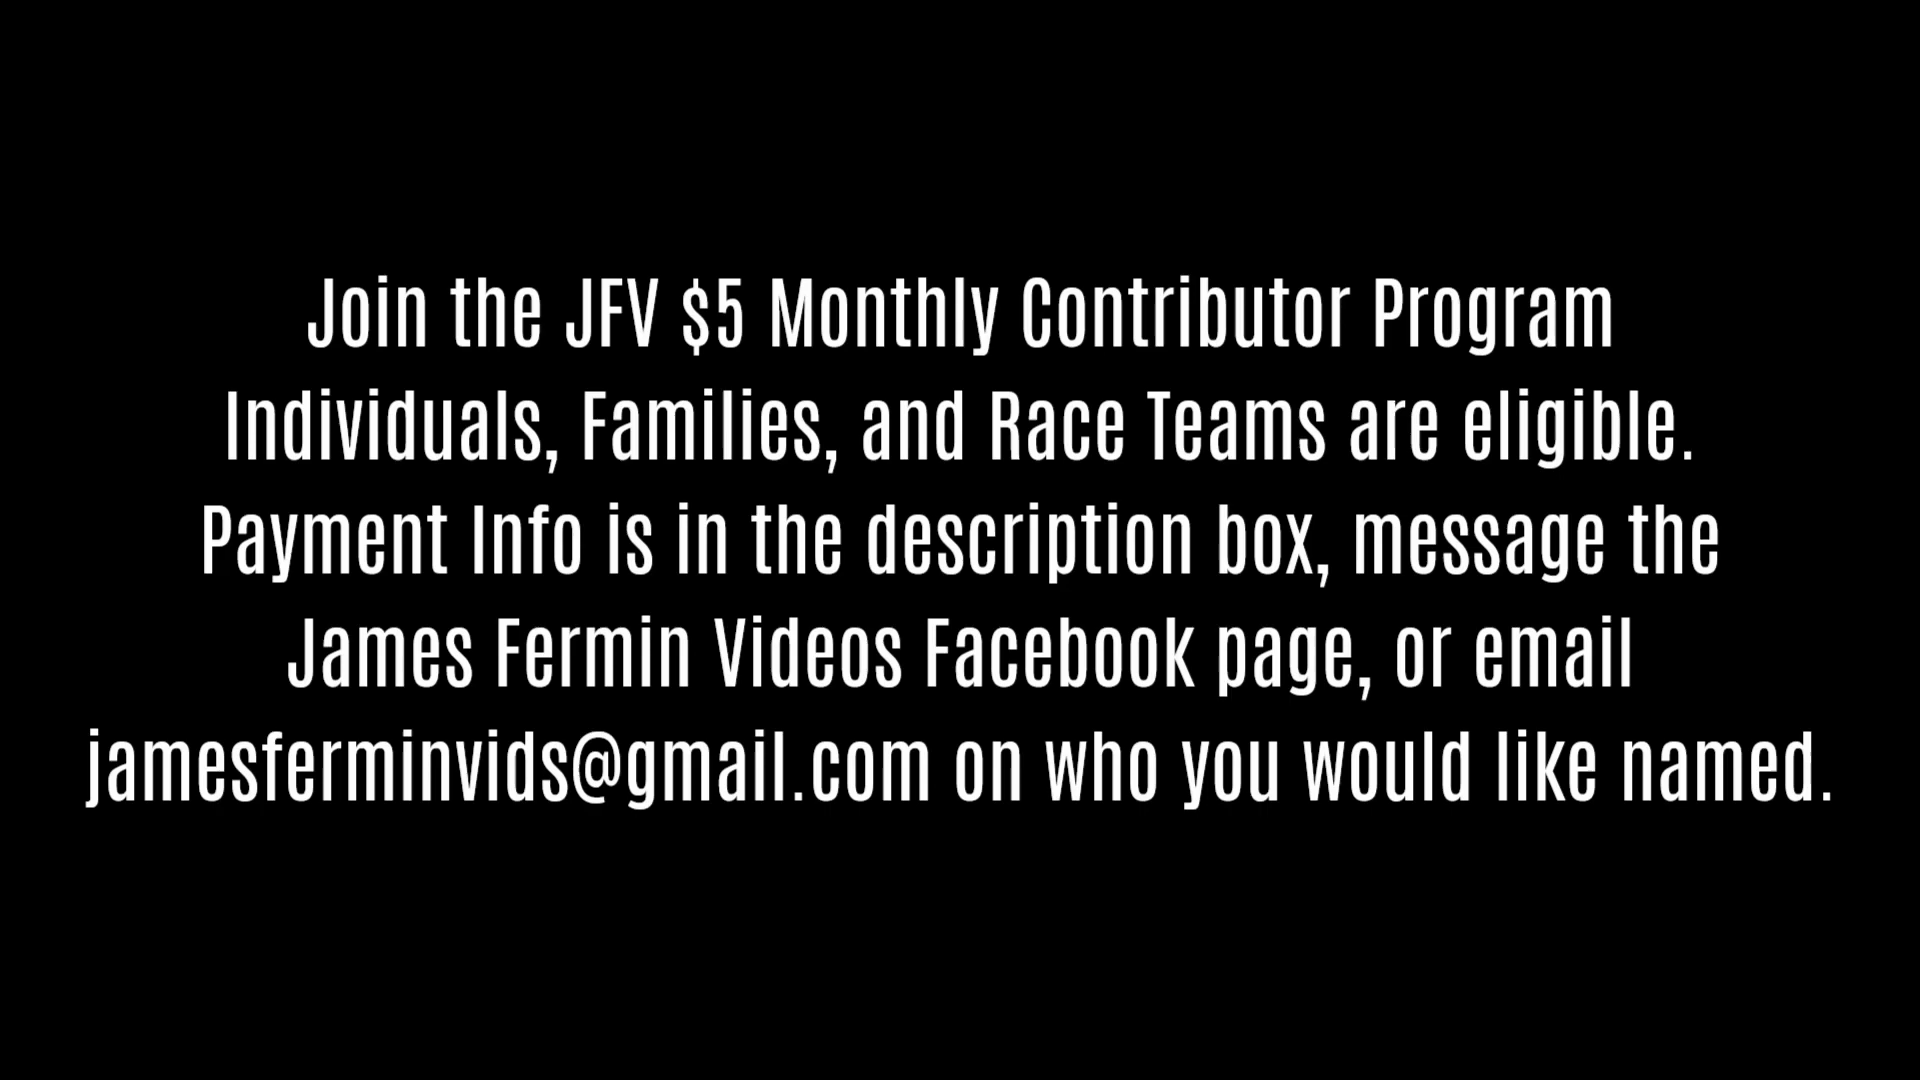 Join the JFV $5 Monthly Contributor Program
Individuals, Families, and Race Teams are eligible.
Payment Info is in the description box, message the
James Fermin Videos Facebook page, or email
jamesferminvids@gmail.com on who you would like named.